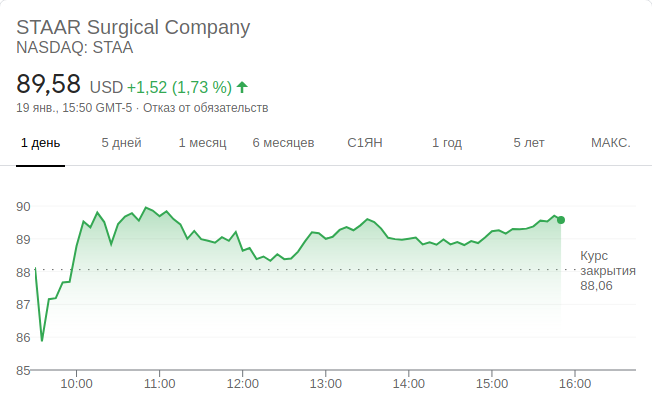 STAAR Surgical Company
NASDAQ: STAA
89,58 USD +1,52 (1,73 %)
19 янв., 15:50 GMT-5 · Отказ от обязательств
1 день 5 дней 1 месяц 6 месяцев С1ЯН 1 год 5 лет МАКС.
90
89
Курс
88 закрытия
88,06
87
86
85
10:00 11:00 12:00 13:00 14:00 15:00 16:00